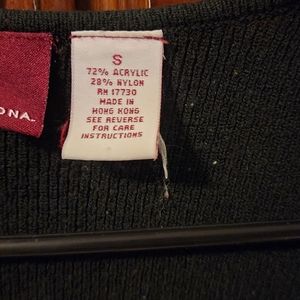 S
72% ACRYLIC
28% NYLON
RN 17730
MADE IN
HONG KONG
SEE REVERSE
FOR CARE
INSTRUCTIONS
ONA